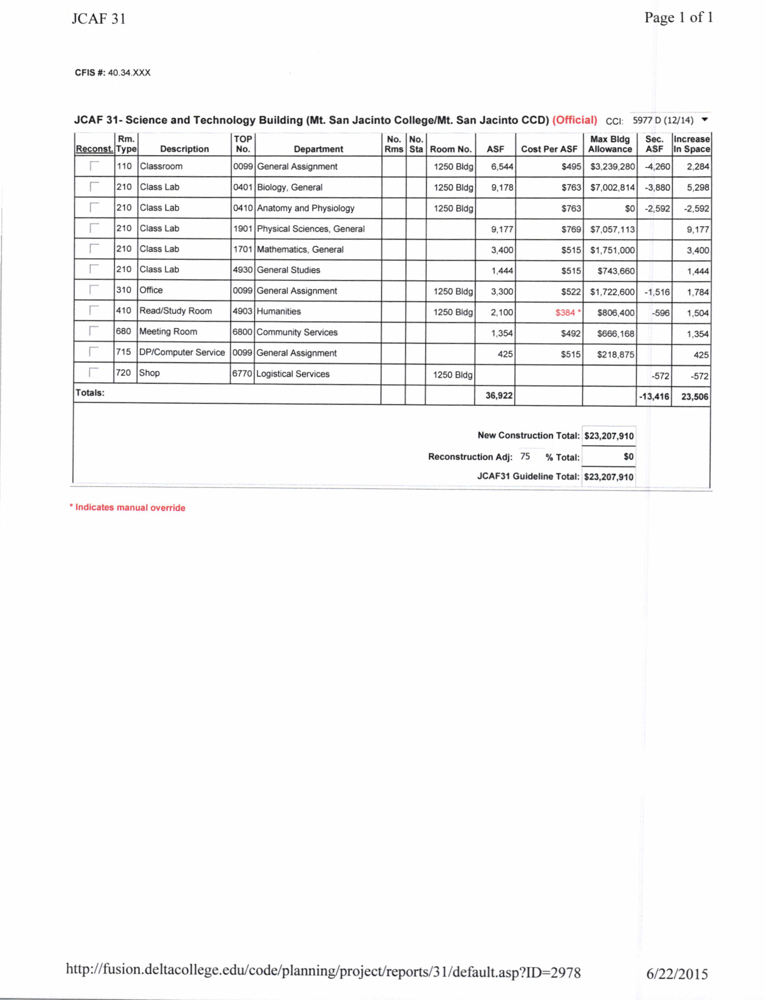 JCAF 31
Page 1 of 1
CFIS #: 40.34.XXX
JCAF 31- Science and Technology Building (Mt. San Jacinto College/Mt. San Jacinto CCD) (Official) CCI: 5977 D (12/14)
Reconst. Rm. Type Description TOP No. Department No. Rms No. Sta Room No. ASF Cost Per ASF Max Bldg Allowance Sec. ASF Increase In Space
110 Classroom 0099 General Assignment 1250 Bldg 6,544 $495 $3,239,280 -4,260 2,284
210 Class Lab 0401 Biology, General 1250 Bldg 9,178 $763 $7,002,814 -3,880 5,298
210 Class Lab 0410 Anatomy and Physiology 1250 Bldg $763 $0 -2,592 -2,592
210 Class Lab 1901 Physical Sciences, General 9,177 $769 $7,057,113 9,177
210 Class Lab 1701 Mathematics, General 3,400 $515 $1,751,000 3,400
210 Class Lab 4930 General Studies 1,444 $515 $743,660 1,444
310 Office 0099 General Assignment 1250 Bldg 3,300 $522 $1,722,600 -1,516 1,784
410 Read/Study Room 4903 Humanities 1250 Bldg 2,100 $384 * $806,400 -596 1,504
680 Meeting Room 6800 Community Services 1,354 $492 $666,168 1,354
715 DP/Computer Service 0099 General Assignment 425 $515 $218,875 425
720 Shop 6770 Logistical Services 1250 Bldg -572 -572
Totals: 36,922 -13,416 23,506
New Construction Total: $23,207,910
Reconstruction Adj: 75 % Total: $0
JCAF31 Guideline Total: $23,207,910
* Indicates manual override
http://fusion.deltacollege.edu/code/planning/project/reports/31/default.asp?ID=2978
6/22/2015